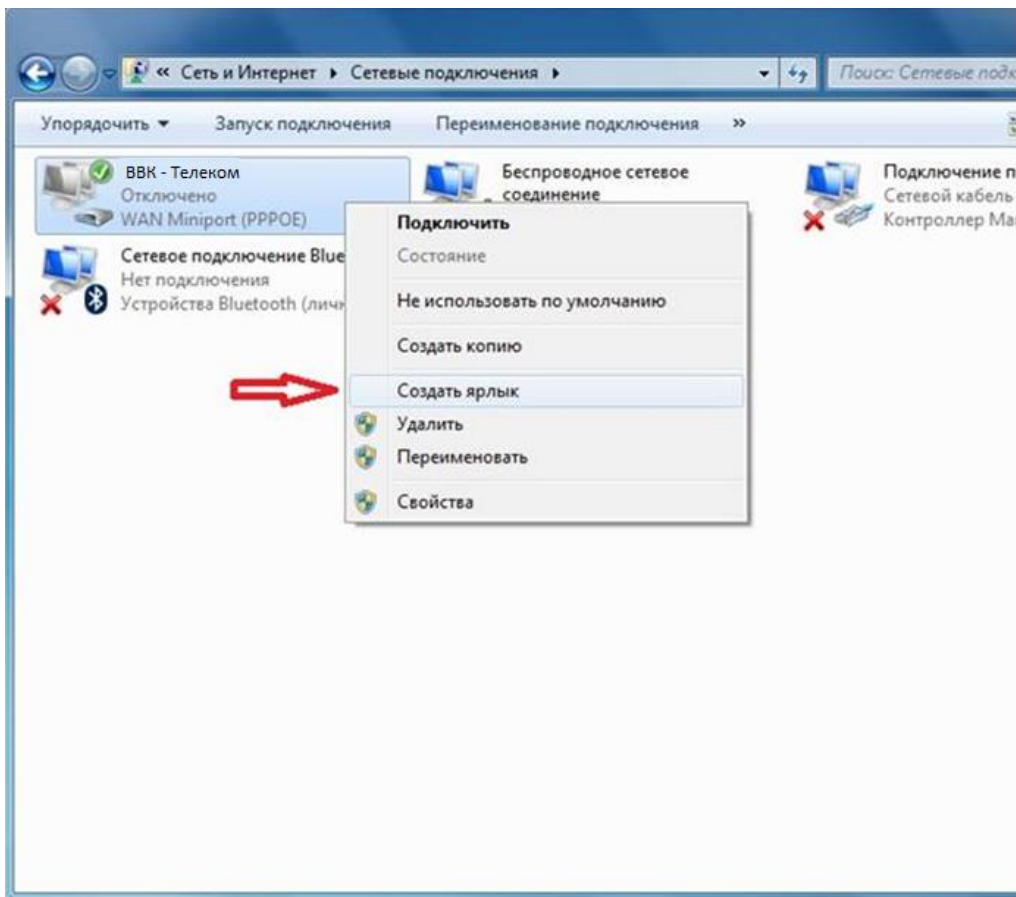 « Сеть и Интернет ▸ Сетевые подключения ▸
Поиск: Сетевые
Упорядочить ▾ Запуск подключения Переименование подключения »
ВВК - Телеком
Отключено
WAN Miniport (PPPOE)
Беспроводное сетевое
соединение
Подключение п
Сетевой кабель
Контроллер Ма
Сетевое подключение Blue
Нет подключения
Устройства Bluetooth (личн
Подключить
Состояние
Не использовать по умолчанию
Создать копию
Создать ярлык
Удалить
Переименовать
Свойства